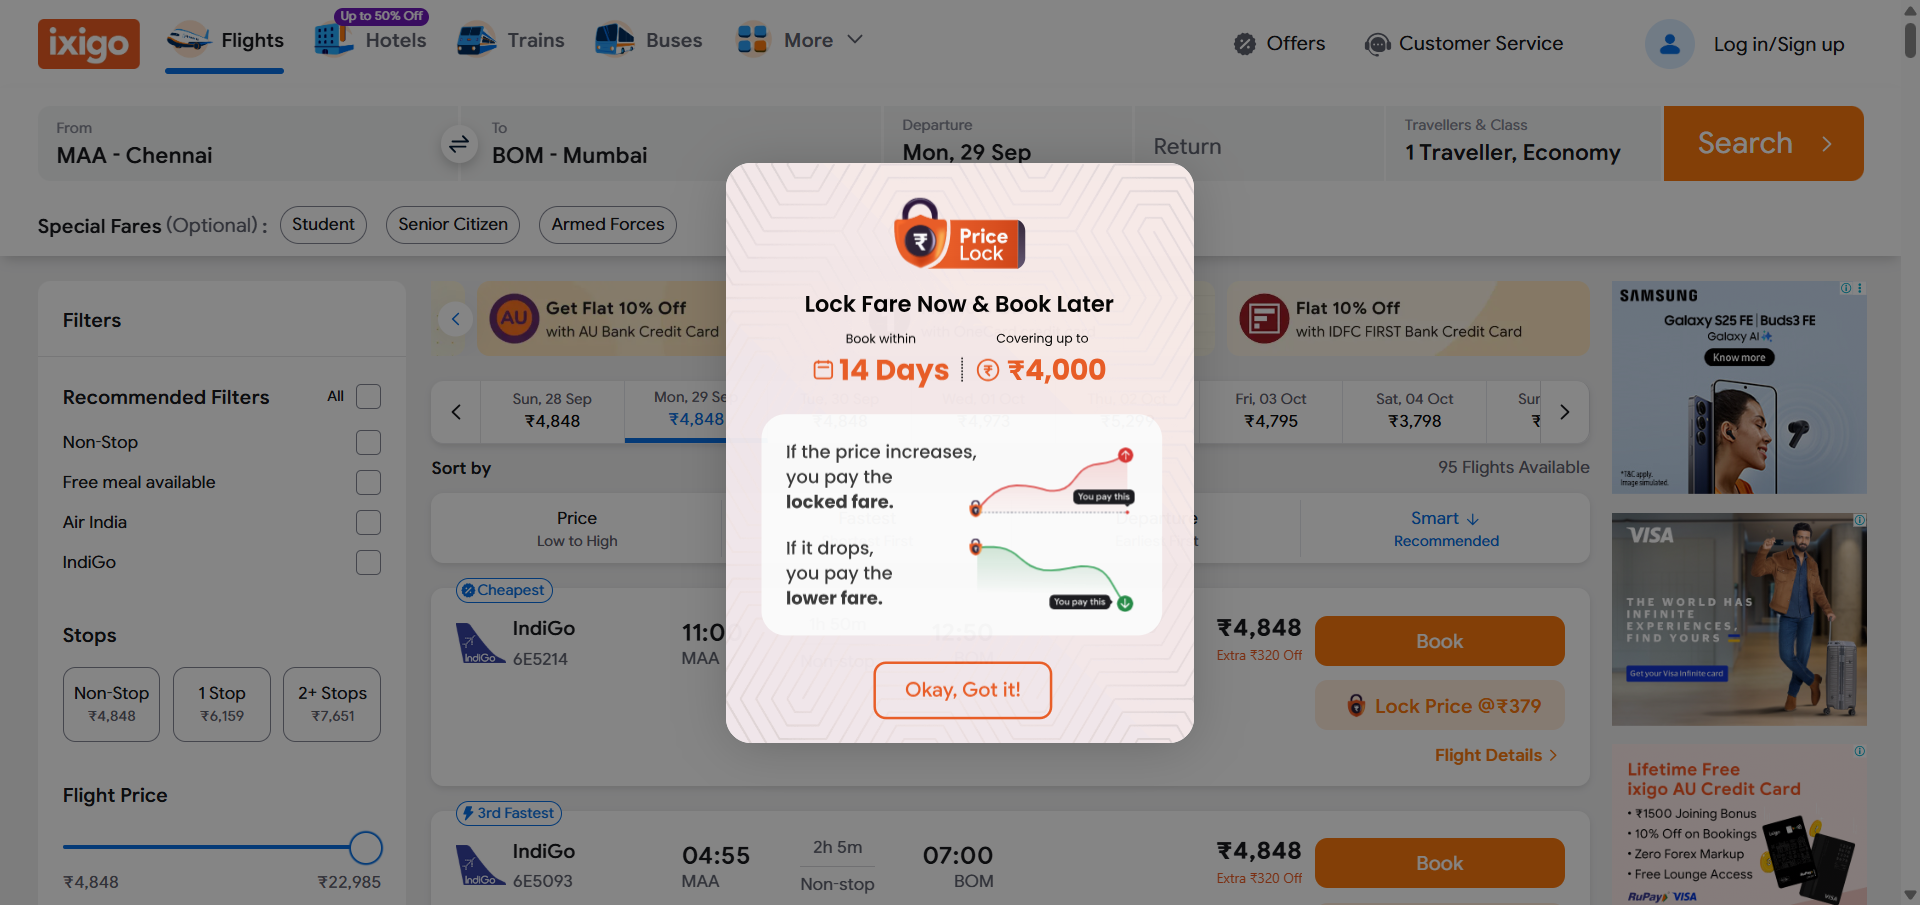 ixigo
Flights
Up to 50% Off
Hotels
Trains
Buses
More
Offers
Customer Service
Log in/Sign up
From
MAA - Chennai
To
BOM - Mumbai
Departure
Mon, 29 Sep
Return
Travellers & Class
1 Traveller, Economy
Search
Special Fares (Optional) :
Student
Senior Citizen
Armed Forces
Price
Lock
Lock Fare Now & Book Later
Book within
14 Days
Covering up to
₹4,000
If the price increases,
you pay the
locked fare.
You pay this
If it drops,
you pay the
lower fare.
You pay this
Okay, Got it!
Filters
Recommended Filters
All
Non-Stop
Free meal available
Air India
IndiGo
Stops
Non-Stop
₹4,848
1 Stop
₹6,159
2+ Stops
₹7,651
Flight Price
₹4,848
₹22,985
AU
Get Flat 10% Off
with AU Bank Credit Card
Flat 10% Off
with IDFC FIRST Bank Credit Card
Sun, 28 Sep
₹4,848
Mon, 29 Se
₹4,848
Fri, 03 Oct
₹4,795
Sat, 04 Oct
₹3,798
Sur
₹
Sort by
95 Flights Available
Price
Low to High
Smart
Recommended
Cheapest
IndiGo
IndiGo
6E5214
11:00
MAA
12:50
₹4,848
Extra ₹320 Off
Book
Lock Price @₹379
Flight Details
3rd Fastest
IndiGo
IndiGo
6E5093
04:55
MAA
2h 5m
Non-stop
07:00
BOM
₹4,848
Extra ₹320 Off
Book
SAMSUNG
Galaxy S25 FE | Buds3 FE
Galaxy AI
Know more
*T&C apply.
Image simulated.
VISA
THE WORLD HAS
INFINITE
EXPERIENCES,
FIND YOURS
Get your Visa Infinite card
Lifetime Free
ixigo AU Credit Card
• ₹1500 Joining Bonus
• 10% Off on Bookings
• Zero Forex Markup
• Free Lounge Access
RuPay VISA